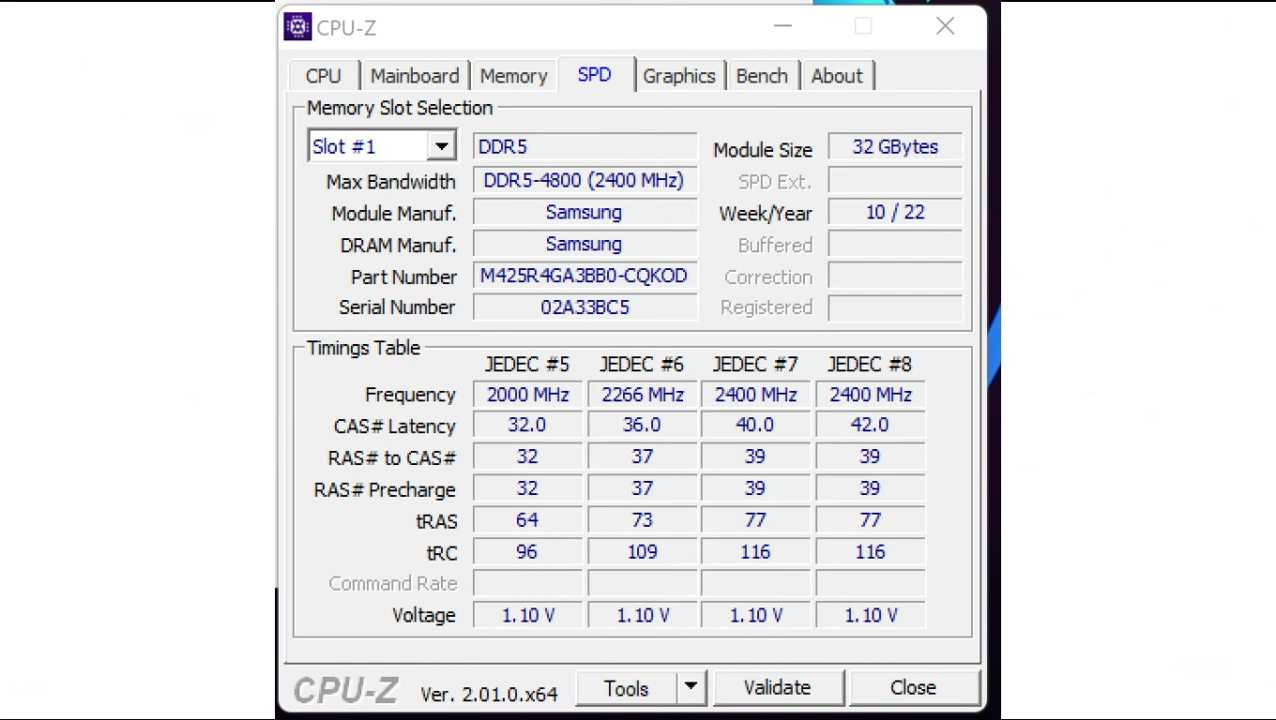 CPU-Z
CPU Mainboard Memory SPD Graphics Bench About
Memory Slot Selection
Slot #1 DDR5 Module Size 32 GBytes
Max Bandwidth DDR5-4800 (2400 MHz) SPD Ext.
Module Manuf. Samsung Week/Year 10 / 22
DRAM Manuf. Samsung Buffered
Part Number M425R4GA3BB0-CQKOD Correction
Serial Number 02A33BC5 Registered
Timings Table
JEDEC #5 JEDEC #6 JEDEC #7 JEDEC #8
Frequency 2000 MHz 2266 MHz 2400 MHz 2400 MHz
CAS# Latency 32.0 36.0 40.0 42.0
RAS# to CAS# 32 37 39 39
RAS# Precharge 32 37 39 39
tRAS 64 73 77 77
tRC 96 109 116 116
Command Rate
Voltage 1.10 V 1.10 V 1.10 V 1.10 V
CPU-Z Ver. 2.01.0.x64 Tools Validate Close